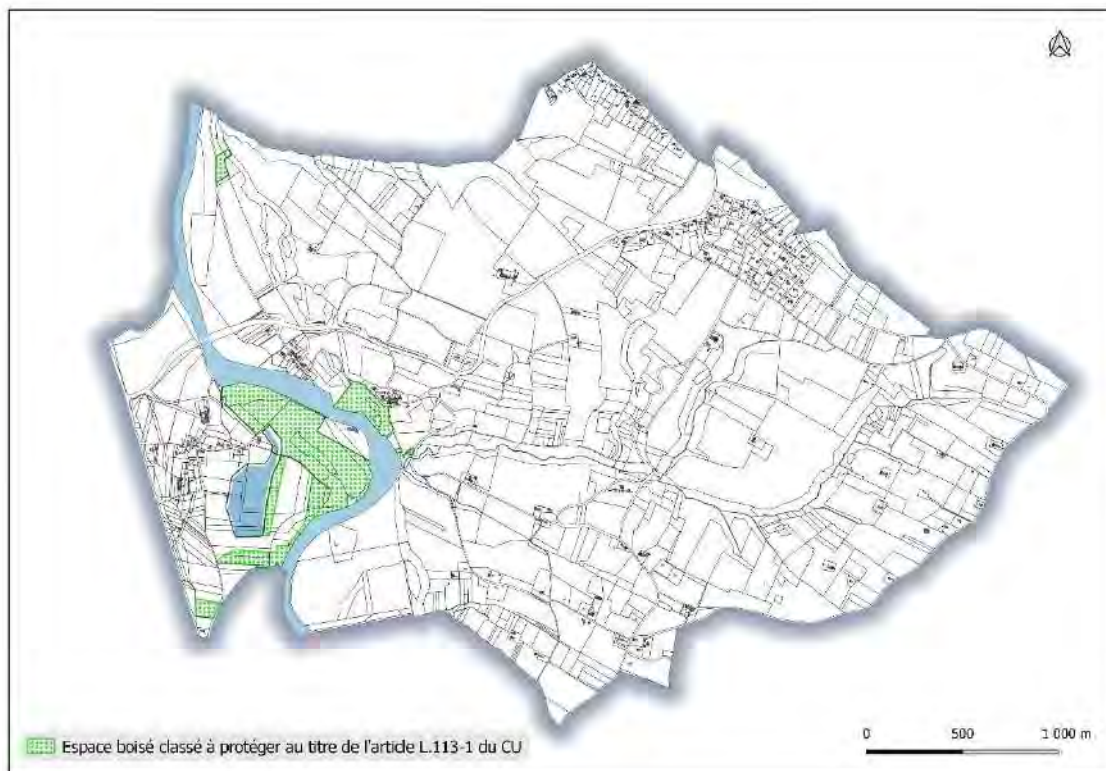 Espace boisé classé à protéger au titre de l'article L.113-1 du CU
0 500 1 000 m